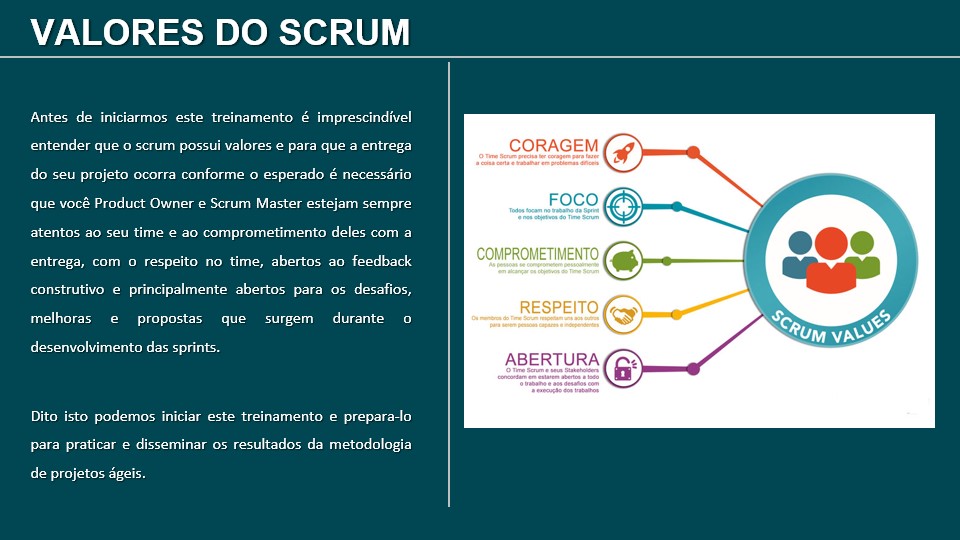 VALORES DO SCRUM
Antes de iniciarmos este treinamento é imprescindível
entender que o scrum possui valores e para que a entrega
do seu projeto ocorra conforme o esperado é necessário
que você Product Owner e Scrum Master estejam sempre
atentos ao seu time e ao comprometimento deles com a
entrega, com o respeito no time, abertos ao feedback
construtivo e principalmente abertos para os desafios,
melhoras e propostas que surgem durante o
desenvolvimento das sprints.
Dito isto podemos iniciar este treinamento e prepara-lo
para praticar e disseminar os resultados da metodologia
de projetos ágeis.
CORAGEM
O Time Scrum precisa ter coragem para fazer
a coisa certa e trabalhar em problemas difíceis
FOCO
Todos focam no trabalho da Sprint
e nos objetivos do Time Scrum
COMPROMETIMENTO
As pessoas se comprometem pessoalmente
em alcançar os objetivos do Time Scrum
RESPEITO
Os membros do Time Scrum respeitam uns aos outros
para serem pessoas capazes e independentes
ABERTURA
O Time Scrum e seus Stakeholders
concordam em estarem abertos a todo
o trabalho e aos desafios com
a execução dos trabalhos
SCRUM VALUES